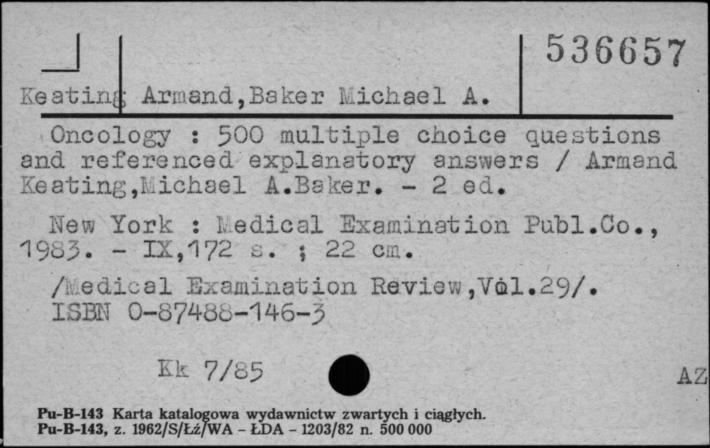 536657
Keating Armand,Baker Michael A.
Oncology : 500 multiple choice questions
and referenced explanatory answers / Armand
Keating,Michael A.Baker. - 2 ed.
New York : Medical Examination Publ.Co.,
1983. - IX,172 s. ; 22 cm.
/Medical Examination Review,Vol.29/.
ISBN 0-87488-146-3
Kk 7/85
AZ
Pu-B-143 Karta katalogowa wydawnictw zwartych i ciągłych.
Pu-B-143, z. 1962/S/Łź/WA - ŁDA - 1203/82 n. 500 000